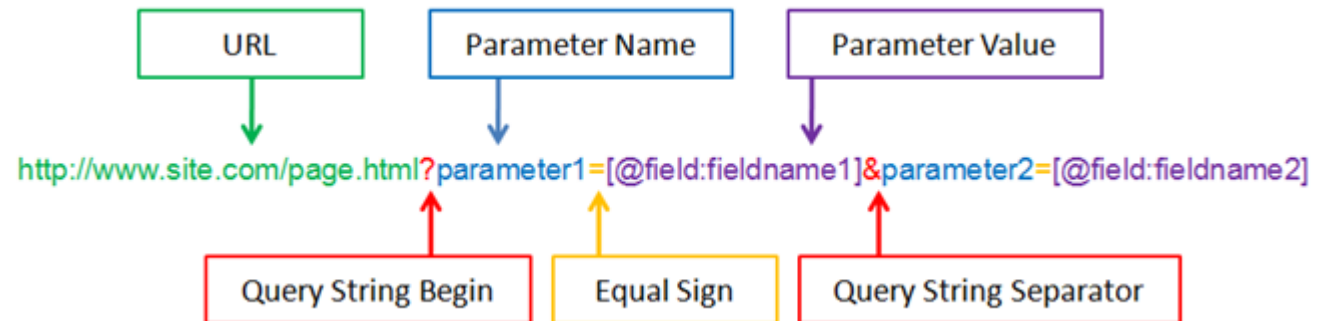 URL Parameter Name Parameter Value
http://www.site.com/page.html?parameter1=[@field:fieldname1]&parameter2=[@field:fieldname2]
Query String Begin Equal Sign Query String Separator